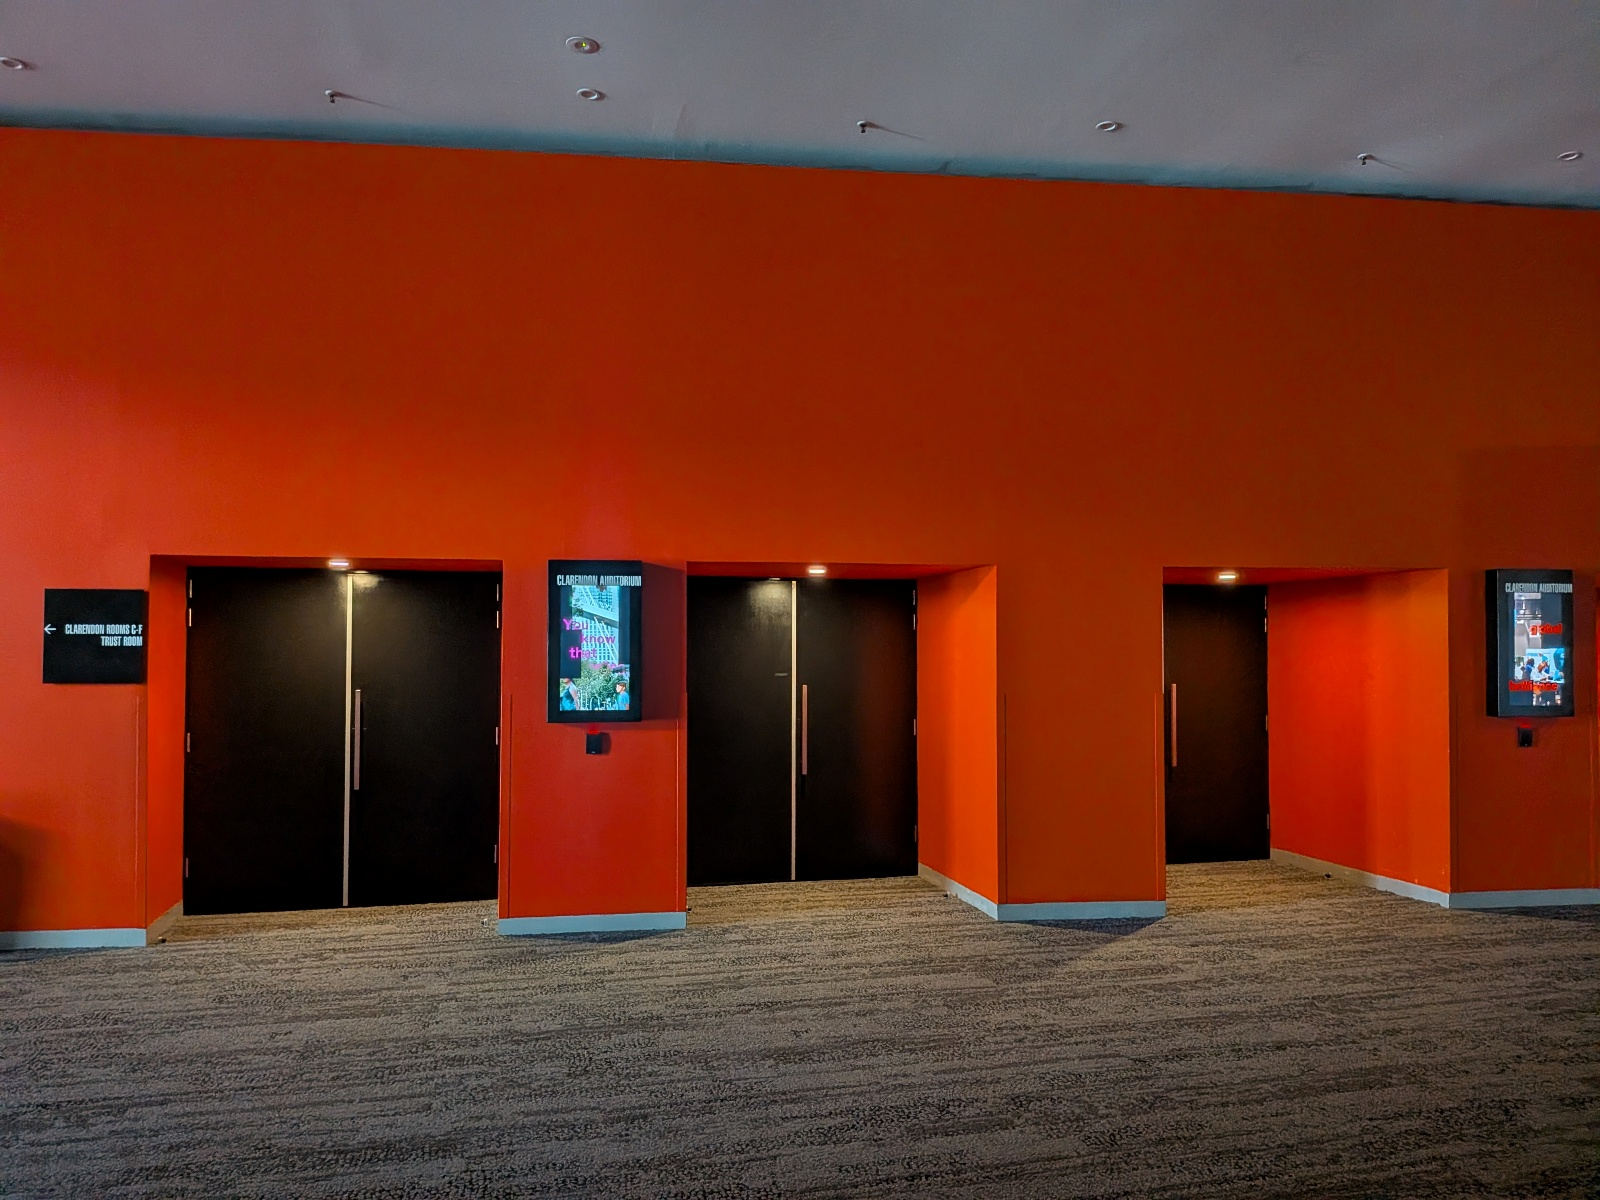 ← CLARENDON ROOMS C-F
TRUST ROOM
CLARENDON AUDITORIUM
You
know
that
CLARENDON AUDITORIUM